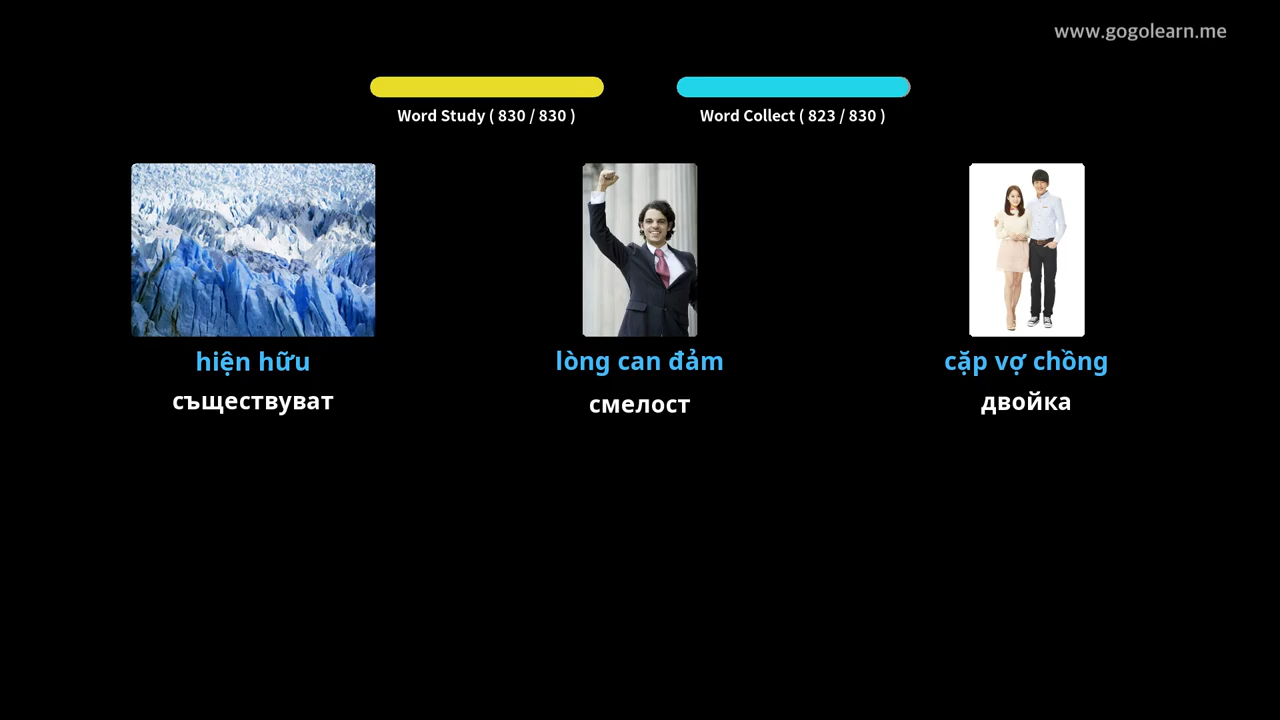 www.gogolearn.me
Word Study ( 830 / 830 )
Word Collect ( 823 / 830 )
hiện hữu
lòng can đảm
cặp vợ chồng
съществуват
смелост
двойка